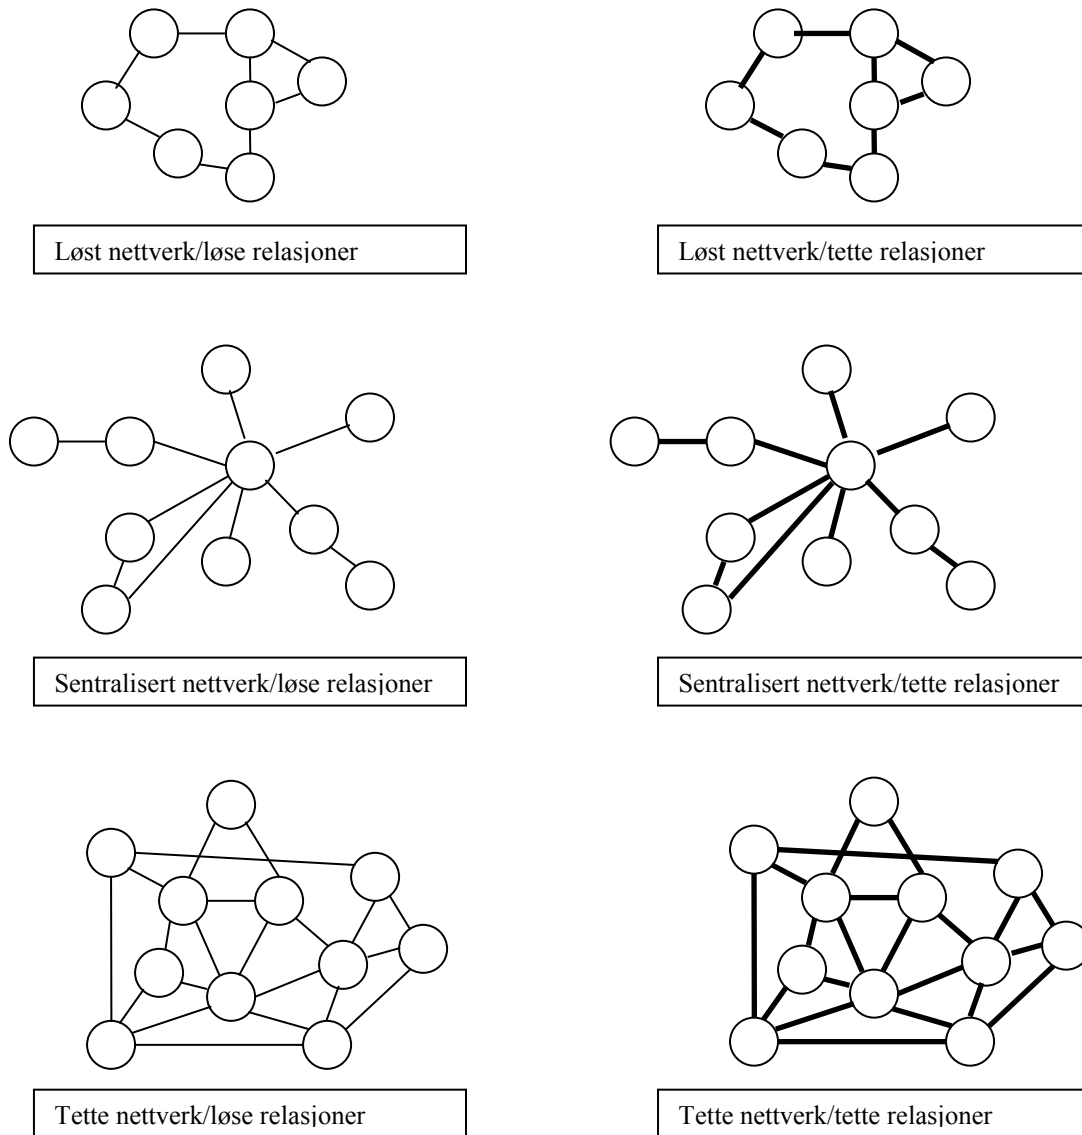 Løst nettverk/løse relasjoner
Løst nettverk/tette relasjoner
Sentralisert nettverk/løse relasjoner
Sentralisert nettverk/tette relasjoner
Tette nettverk/løse relasjoner
Tette nettverk/tette relasjoner